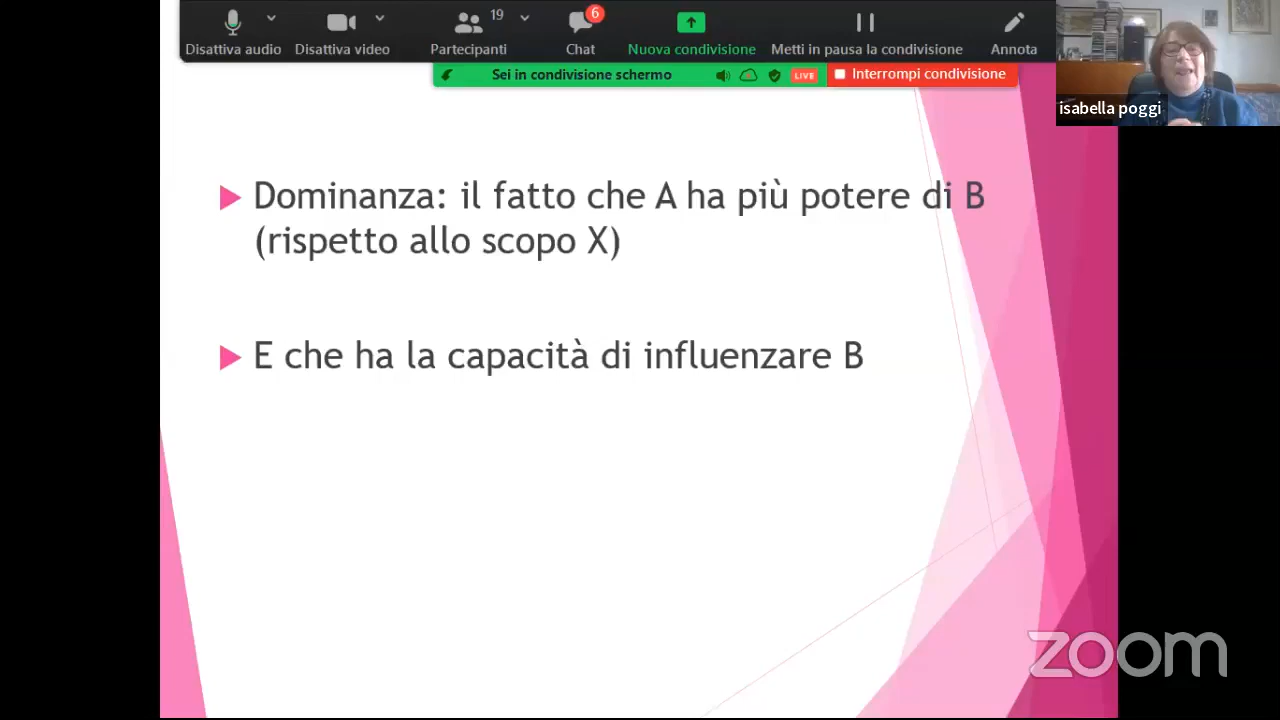 19
6
Disattiva audio
Disattiva video
Partecipanti
Chat
Nuova condivisione
Metti in pausa la condivisione
Annota
Sei in condivisione schermo
LIVE
Interrompi condivisione
isabella poggi
Dominanza: il fatto che A ha più potere di B
(rispetto allo scopo X)
E che ha la capacità di influenzare B
zoom